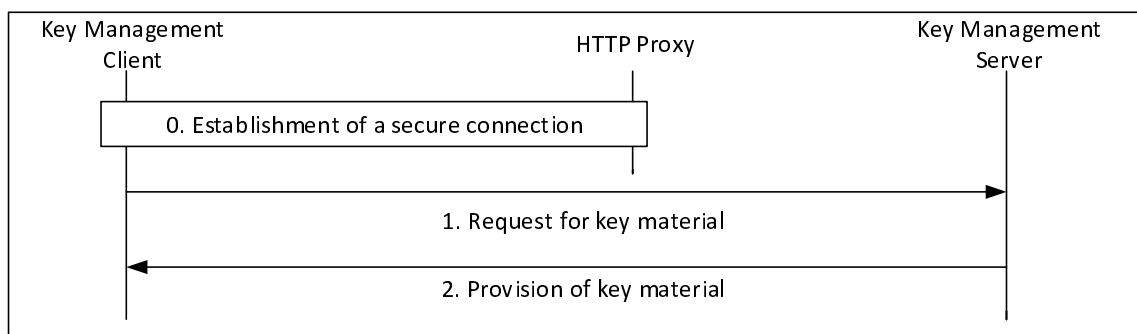 Key Management
Client
HTTP Proxy
Key Management
Server
0. Establishment of a secure connection
1. Request for key material
2. Provision of key material